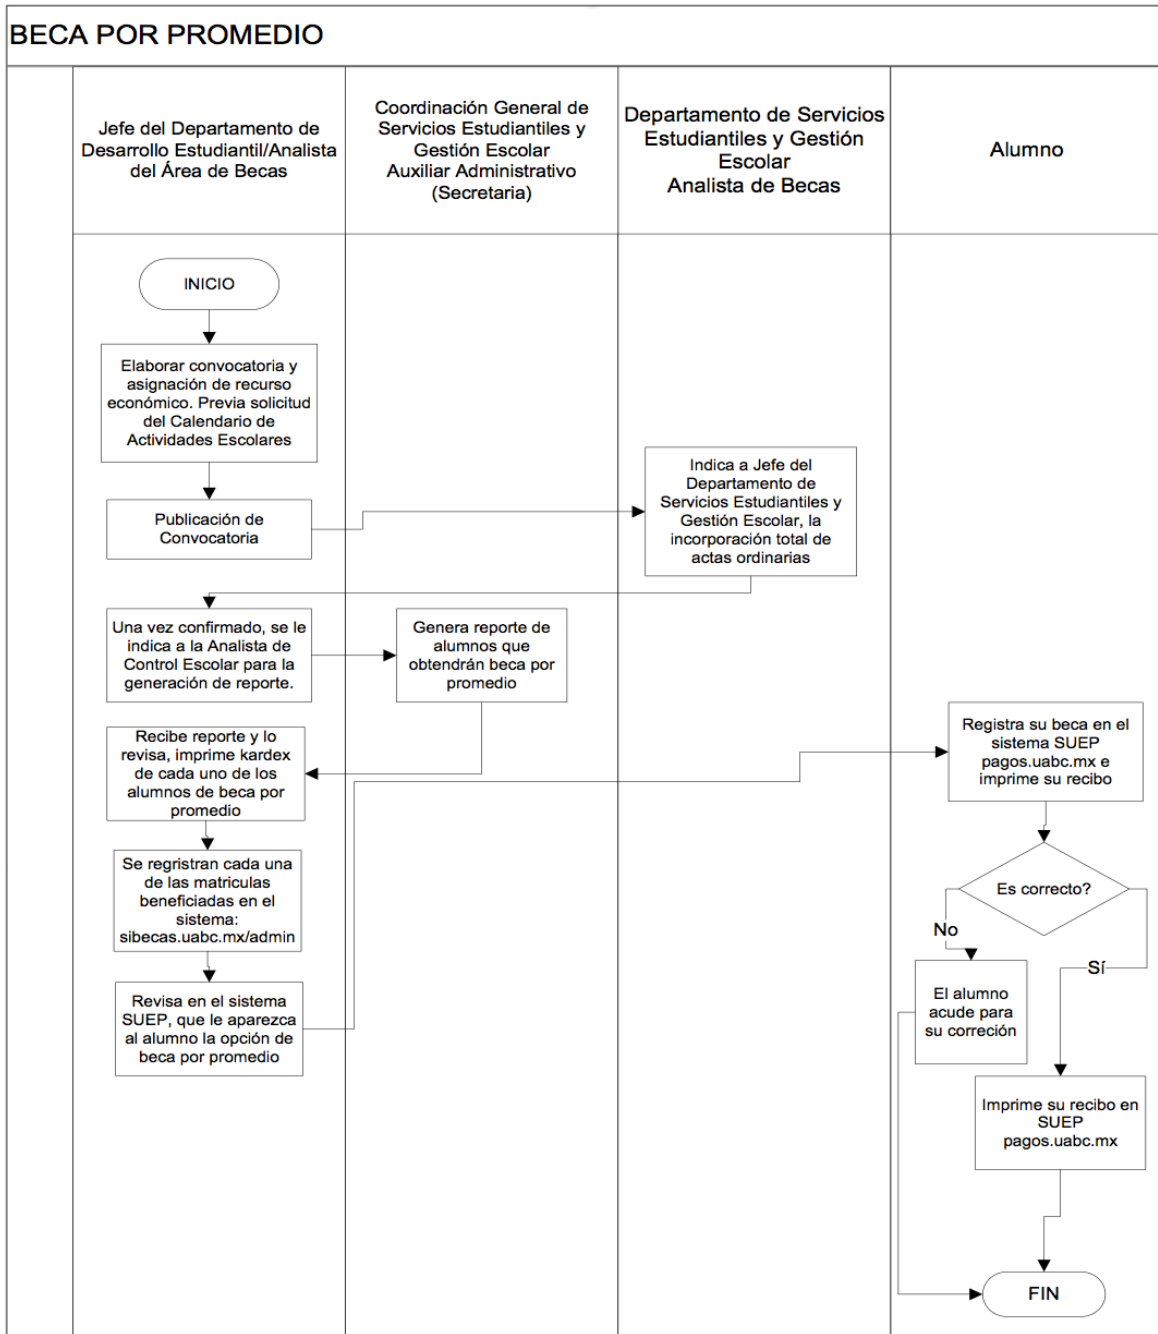 BECA POR PROMEDIO
Jefe del Departamento de
Desarrollo Estudiantil/Analista
del Área de Becas
Coordinación General de
Servicios Estudiantiles y
Gestión Escolar
Auxiliar Administrativo
(Secretaria)
Departamento de Servicios
Estudiantiles y Gestión
Escolar
Analista de Becas
Alumno
INICIO
Elaborar convocatoria y
asignación de recurso
económico. Previa solicitud
del Calendario de
Actividades Escolares
Publicación de
Convocatoria
Indica a Jefe del
Departamento de
Servicios Estudiantiles y
Gestión Escolar, la
incorporación total de
actas ordinarias
Una vez confirmado, se le
indica a la Analista de
Control Escolar para la
generación de reporte.
Genera reporte de
alumnos que
obtendrán beca por
promedio
Recibe reporte y lo
revisa, imprime kardex
de cada uno de los
alumnos de beca por
promedio
Se regristran cada una
de las matriculas
beneficiadas en el
sistema:
sibecas.uabc.mx/admin
Revisa en el sistema
SUEP, que le aparezca
al alumno la opción de
beca por promedio
Registra su beca en el
sistema SUEP
pagos.uabc.mx e
imprime su recibo
Es correcto?
No
Sí
El alumno
acude para
su correción
Imprime su recibo en
SUEP
pagos.uabc.mx
FIN